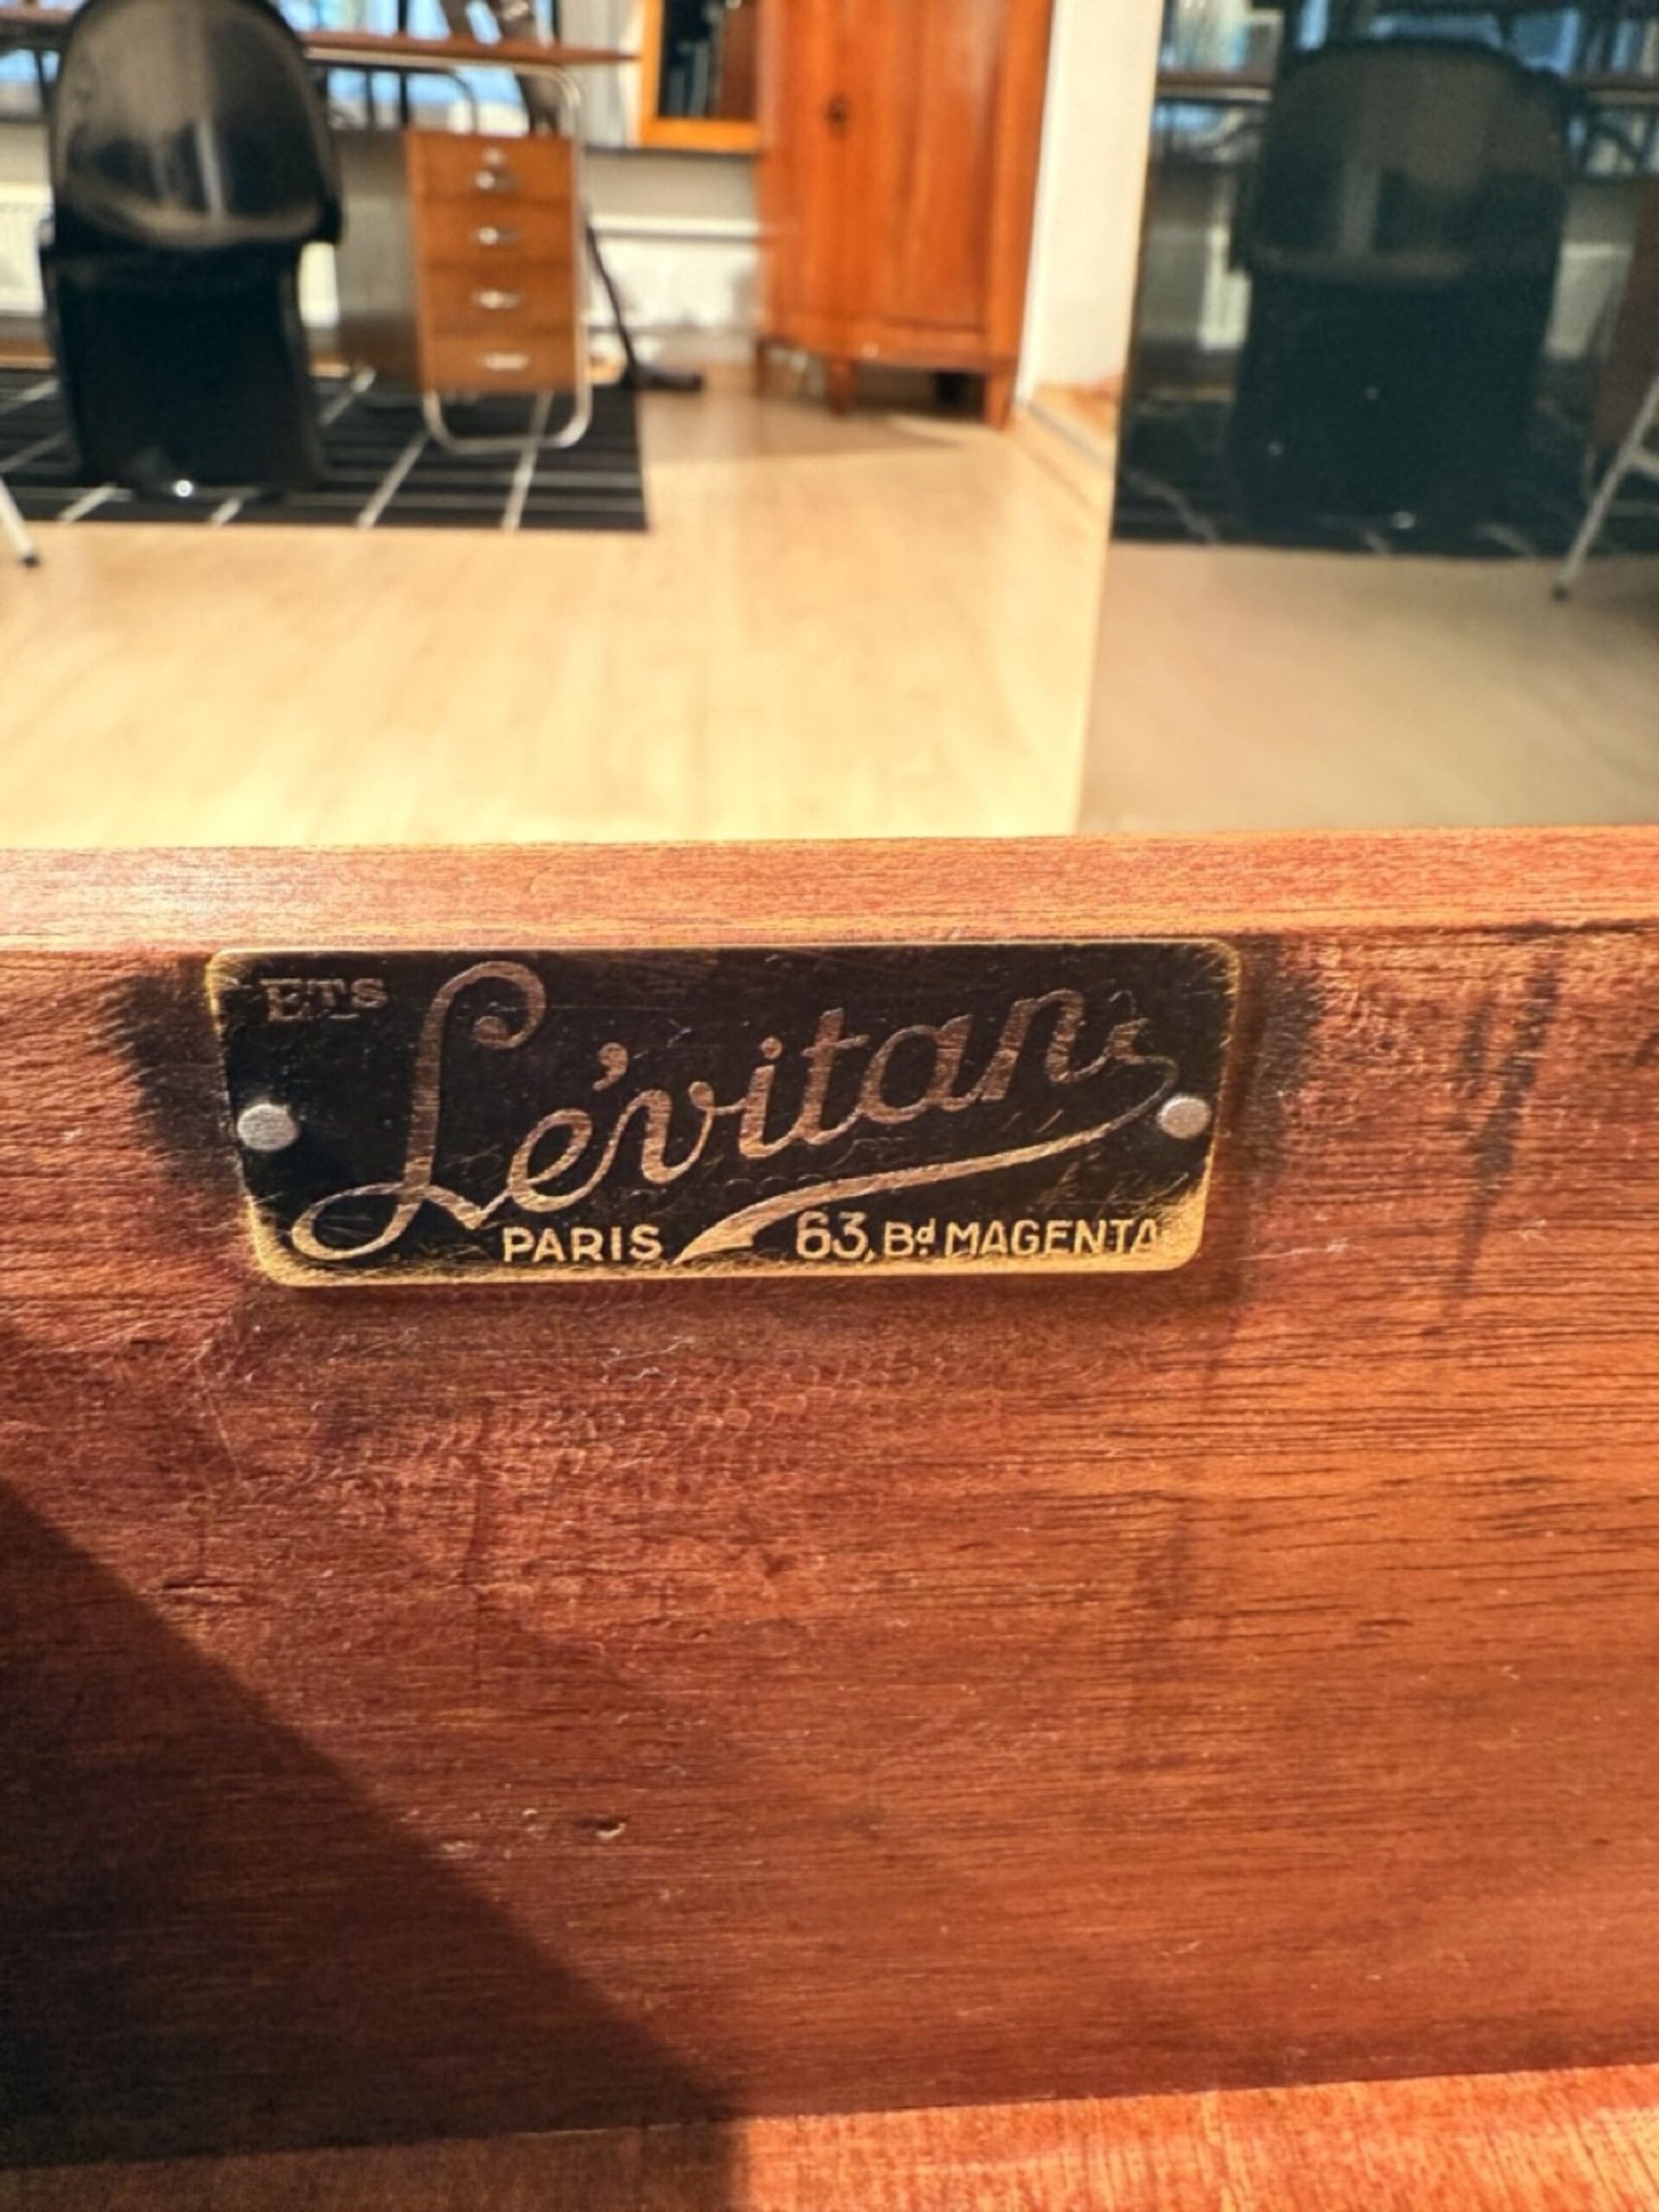 ETS
Lévitan
PARIS 63, Bd MAGENTA